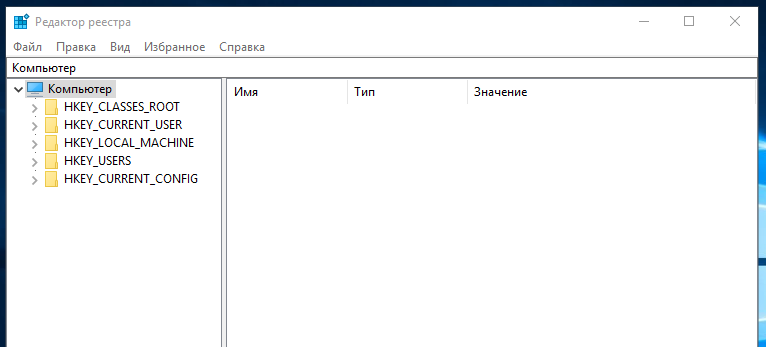 Редактор реестра
Файл Правка Вид Избранное Справка
Компьютер
Компьютер
HKEY_CLASSES_ROOT
HKEY_CURRENT_USER
HKEY_LOCAL_MACHINE
HKEY_USERS
HKEY_CURRENT_CONFIG
Имя Тип Значение